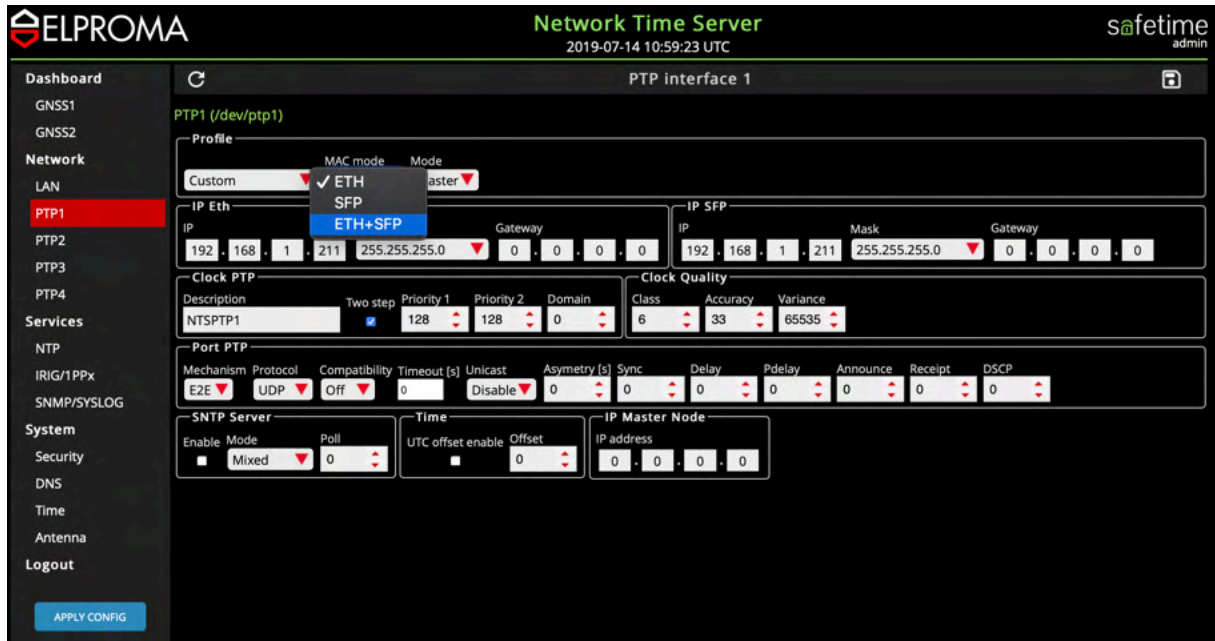 ELPROMA
Network Time Server
2019-07-14 10:59:23 UTC
safetime
admin
Dashboard
GNSS1
GNSS2
Network
LAN
PTP1
PTP2
PTP3
PTP4
Services
NTP
IRIG/1PPx
SNMP/SYSLOG
System
Security
DNS
Time
Antenna
Logout
APPLY CONFIG
PTP interface 1
PTP1 (/dev/ptp1)
Profile
MAC mode Mode
Custom ✓ ETH aster
SFP
ETH+SFP
IP Eth
IP Gateway
192 . 168 . 1 . 211 255.255.255.0 0 . 0 . 0 . 0
IP SFP
IP Mask Gateway
192 . 168 . 1 . 211 255.255.255.0 0 . 0 . 0 . 0
Clock PTP
Description Two step Priority 1 Priority 2 Domain
NTSPTP1 128 128 0
Clock Quality
Class Accuracy Variance
6 33 65535
Port PTP
Mechanism Protocol Compatibility Timeout [s] Unicast Asymetry [s] Sync Delay Pdelay Announce Receipt DSCP
E2E UDP Off 0 Disable 0 0 0 0 0 0 0
SNTP Server
Enable Mode Poll
Mixed 0
Time
UTC offset enable Offset
0
IP Master Node
IP address
0 . 0 . 0 . 0